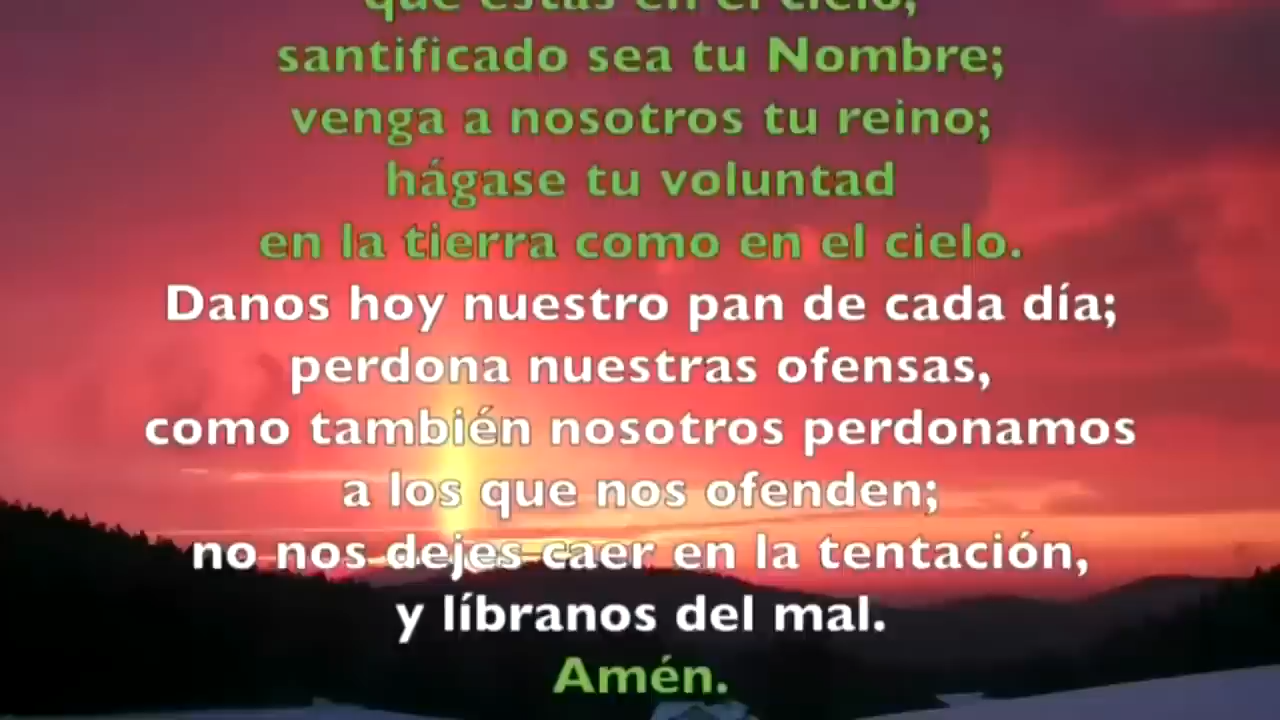 que estás en el cielo,
santificado sea tu Nombre;
venga a nosotros tu reino;
hágase tu voluntad
en la tierra como en el cielo.
Danos hoy nuestro pan de cada día;
perdona nuestras ofensas,
como también nosotros perdonamos
a los que nos ofenden;
no nos dejes caer en la tentación,
y líbranos del mal.
Amén.